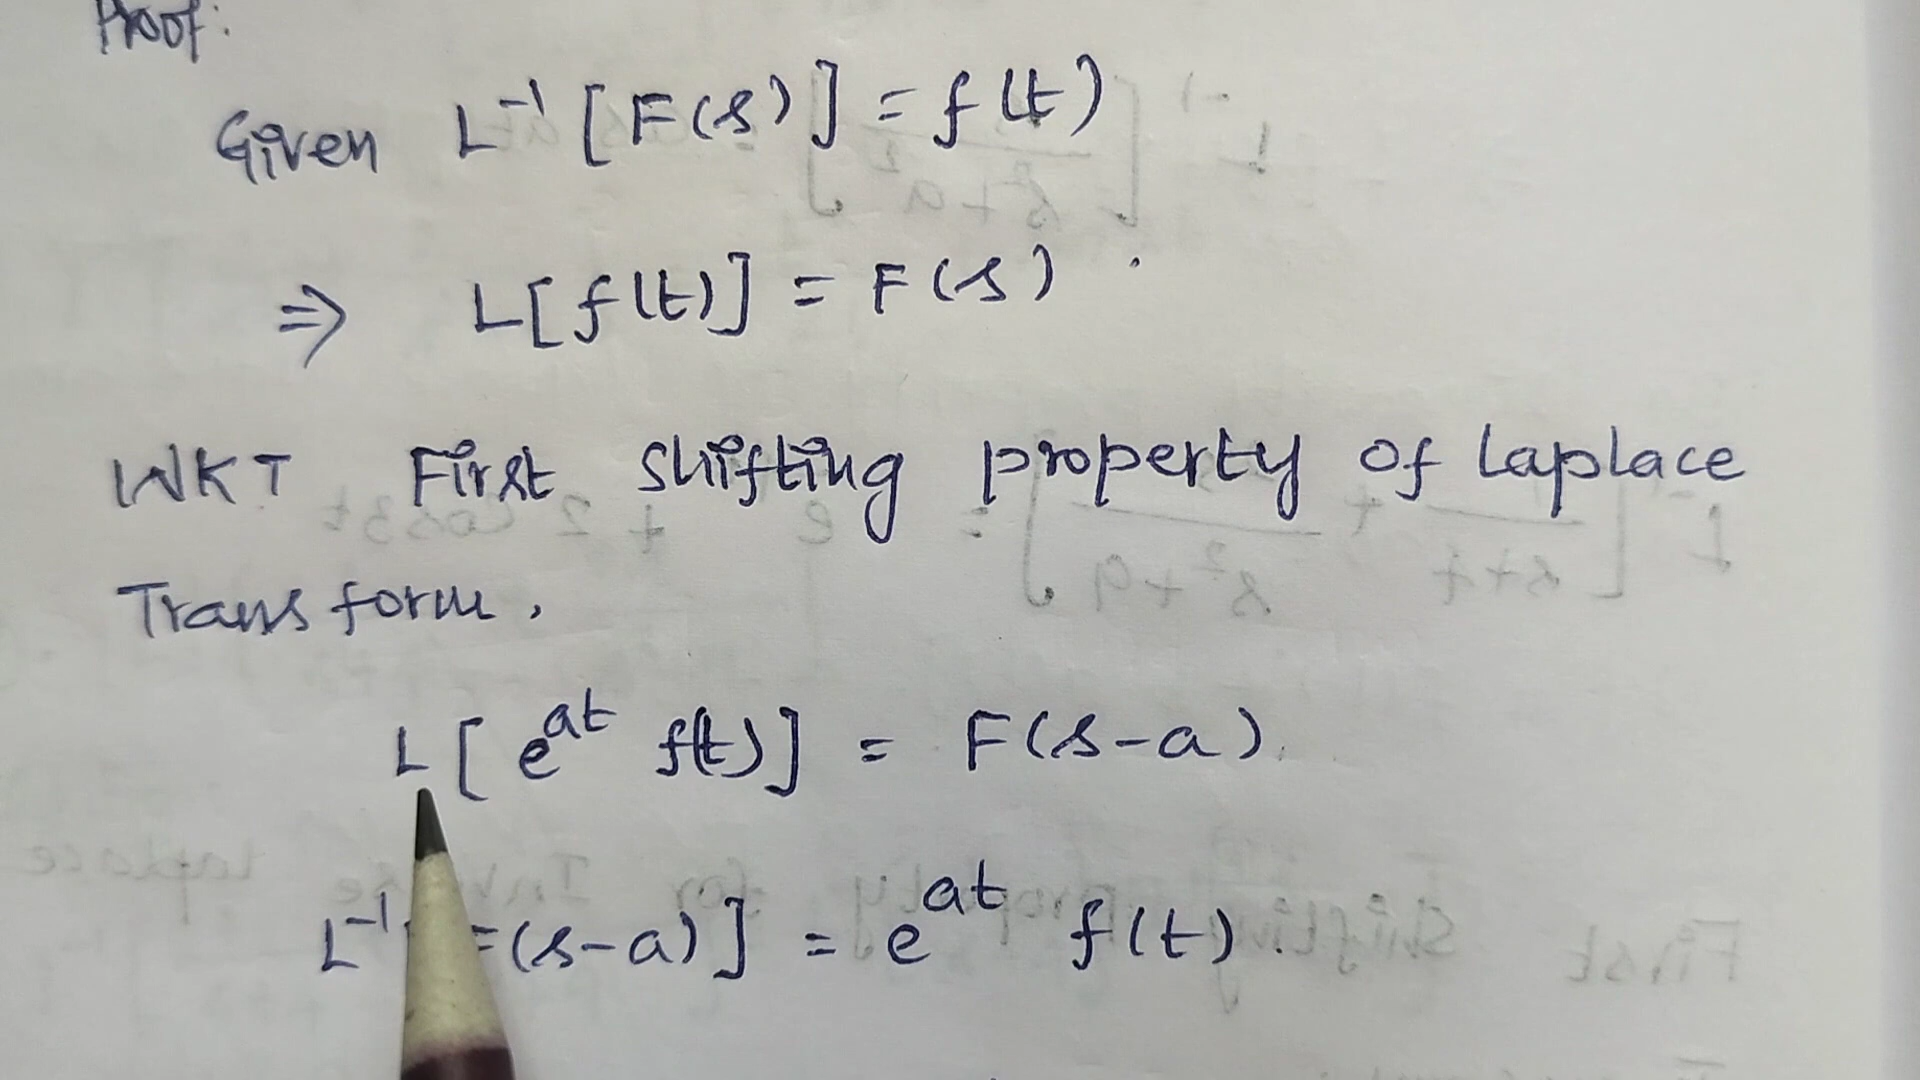 Proof:
Given L⁻¹ [F(s)] = f(t)
⇒ L[f(t)] = F(s).
WKT First shifting property of Laplace
Transform,
L[e^{at} f(t)] = F(s-a).
L⁻¹[F(s-a)] = e^{at} f(t).